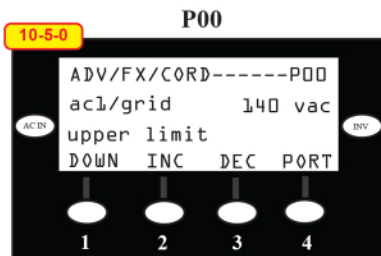 P00
10-5-0
ADV/FX/CORD------P00
ac1/grid 140 vac
upper limit
DOWN INC DEC PORT
AC IN
INV
1 2 3 4